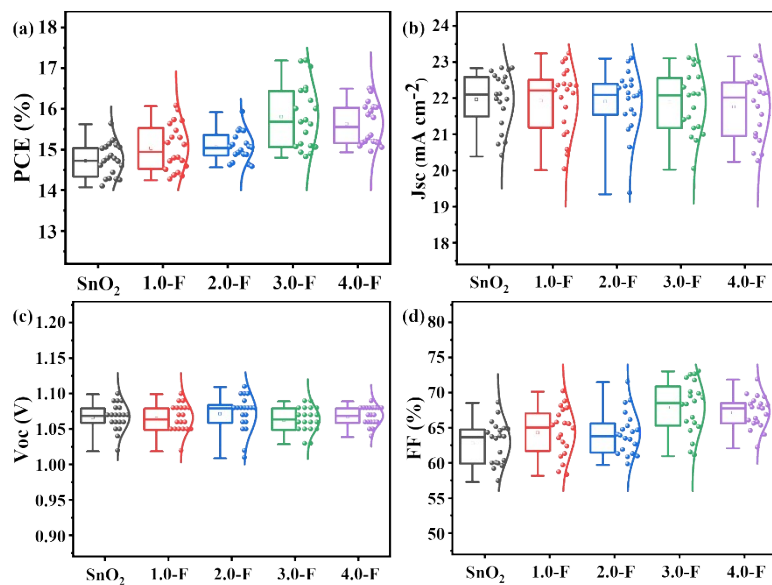 (a)
PCE (%)
18
17
16
15
14
13
SnO₂ 1.0-F 2.0-F 3.0-F 4.0-F
(b)
Jsc (mA cm⁻²)
24
23
22
21
20
19
18
17
SnO₂ 1.0-F 2.0-F 3.0-F 4.0-F
(c)
Voc (V)
1.20
1.15
1.10
1.05
1.00
0.95
0.90
SnO₂ 1.0-F 2.0-F 3.0-F 4.0-F
(d)
FF (%)
80
75
70
65
60
55
50
SnO₂ 1.0-F 2.0-F 3.0-F 4.0-F